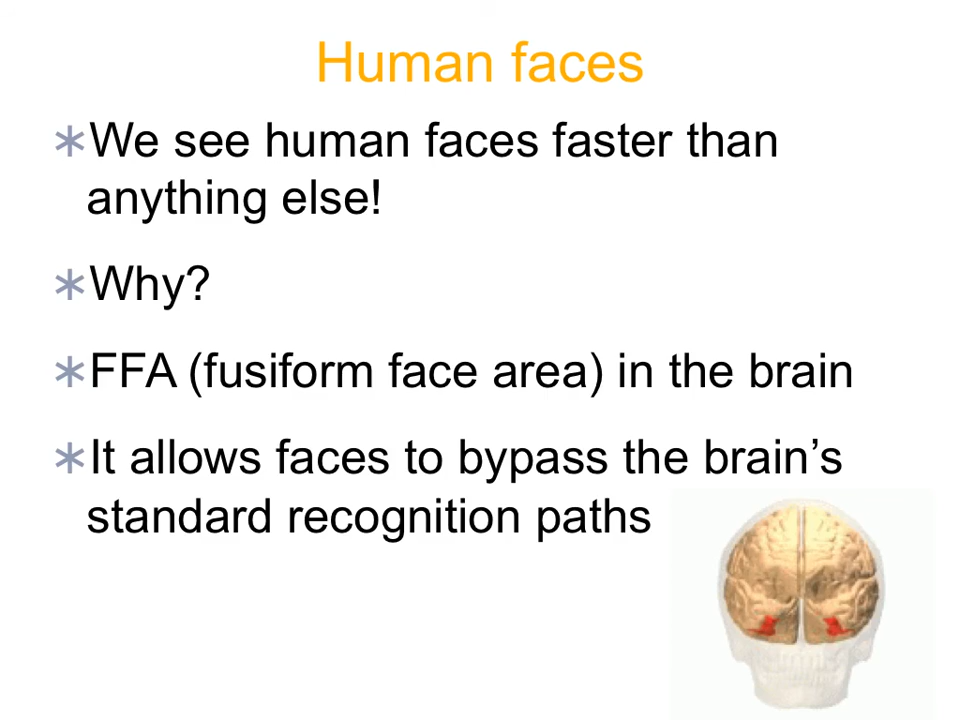 Human faces
We see human faces faster than
anything else!
Why?
FFA (fusiform face area) in the brain
It allows faces to bypass the brain’s
standard recognition paths